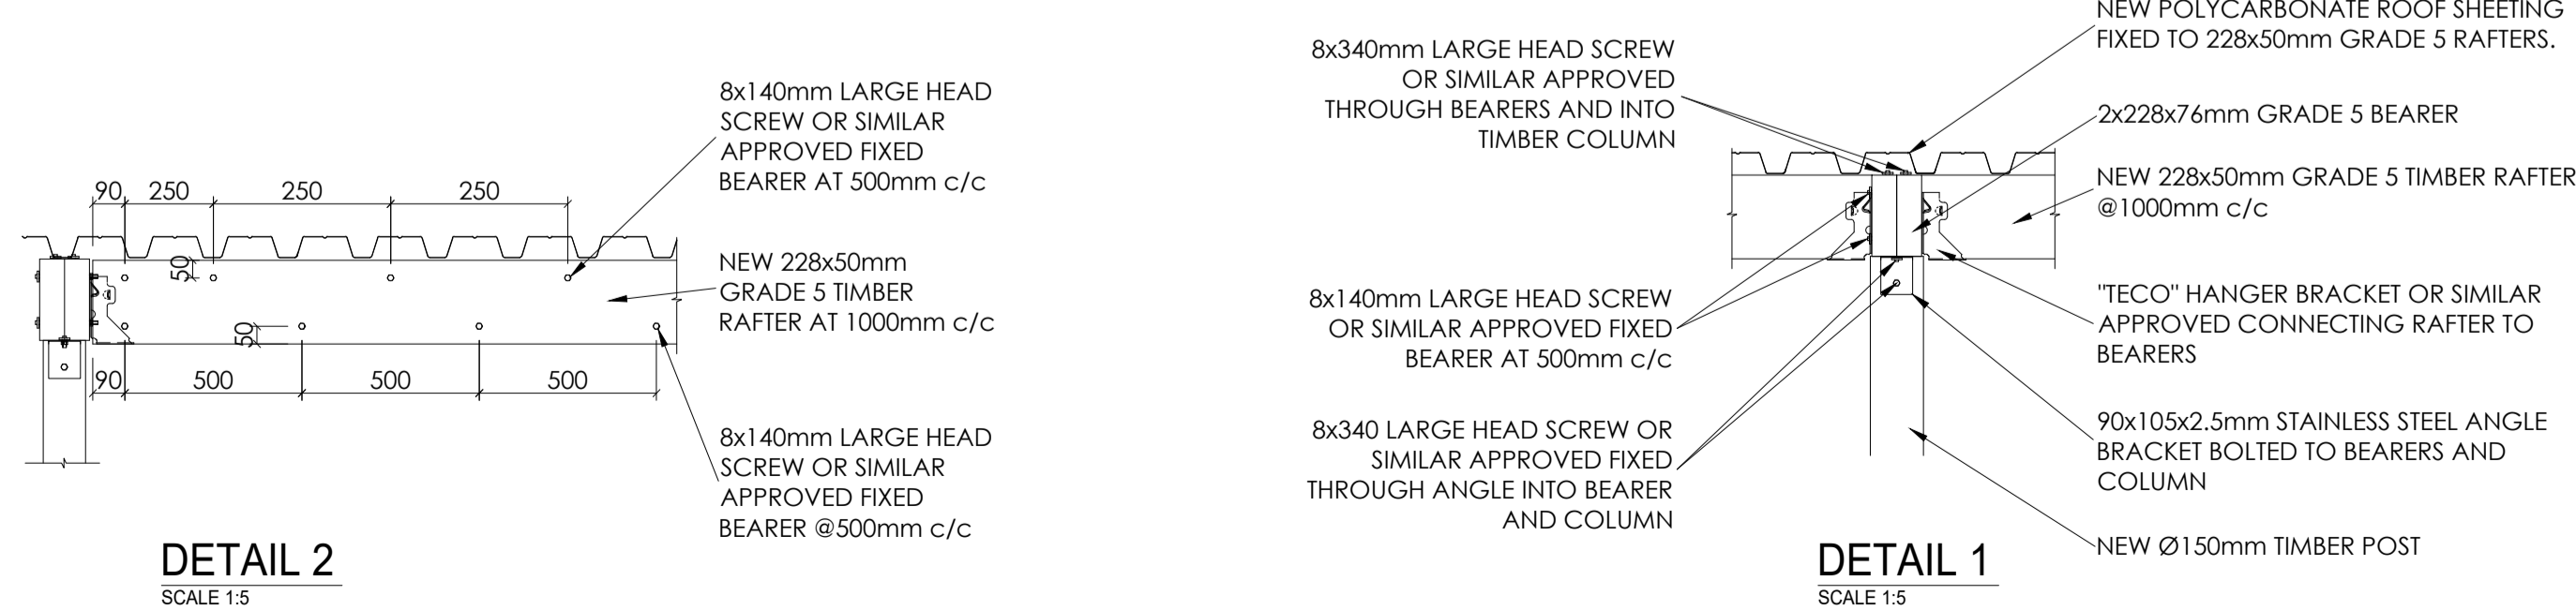 8x140mm LARGE HEAD
SCREW OR SIMILAR
APPROVED FIXED
BEARER AT 500mm c/c
90
250
250
250
50
NEW 228x50mm
GRADE 5 TIMBER
RAFTER AT 1000mm c/c
50
90
500
500
500
8x140mm LARGE HEAD
SCREW OR SIMILAR
APPROVED FIXED
BEARER @500mm c/c
DETAIL 2
SCALE 1:5
8x340mm LARGE HEAD SCREW
OR SIMILAR APPROVED
THROUGH BEARERS AND INTO
TIMBER COLUMN
8x140mm LARGE HEAD SCREW
OR SIMILAR APPROVED FIXED
BEARER AT 500mm c/c
8x340 LARGE HEAD SCREW OR
SIMILAR APPROVED FIXED
THROUGH ANGLE INTO BEARER
AND COLUMN
NEW POLYCARBONATE ROOF SHEETING
FIXED TO 228x50mm GRADE 5 RAFTERS.
2x228x76mm GRADE 5 BEARER
NEW 228x50mm GRADE 5 TIMBER RAFTER
@1000mm c/c
"TECO" HANGER BRACKET OR SIMILAR
APPROVED CONNECTING RAFTER TO
BEARERS
90x105x2.5mm STAINLESS STEEL ANGLE
BRACKET BOLTED TO BEARERS AND
COLUMN
NEW Ø150mm TIMBER POST
DETAIL 1
SCALE 1:5